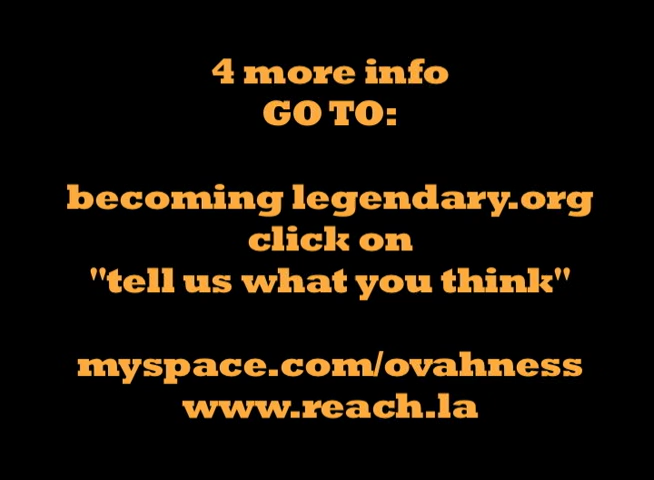 4 more info
GO TO:
becoming legendary.org
click on
"tell us what you think"
myspace.com/ovahness
www.reach.la